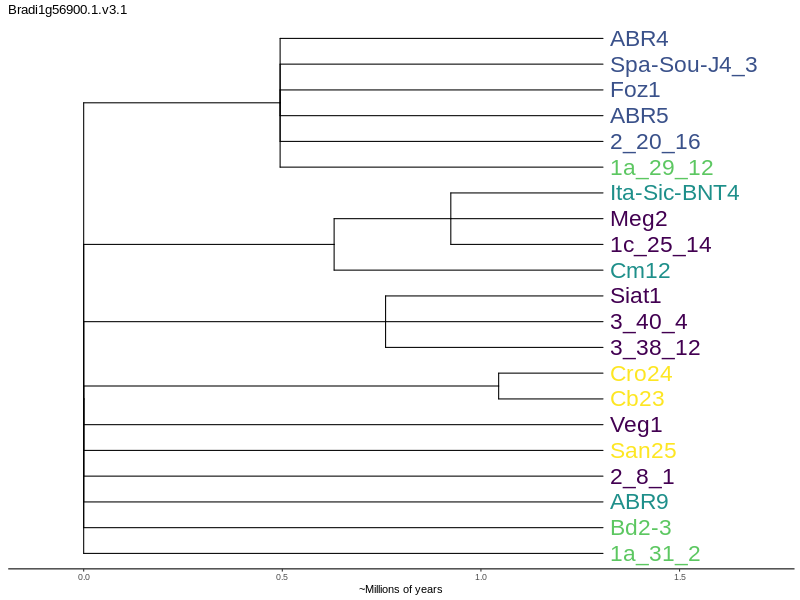 Bradi1g56900.1.v3.1
ABR4
Spa-Sou-J4_3
Foz1
ABR5
2_20_16
1a_29_12
Ita-Sic-BNT4
Meg2
1c_25_14
Cm12
Siat1
3_40_4
3_38_12
Cro24
Cb23
Veg1
San25
2_8_1
ABR9
Bd2-3
1a_31_2
0.0 0.5 1.0 1.5
~Millions of years